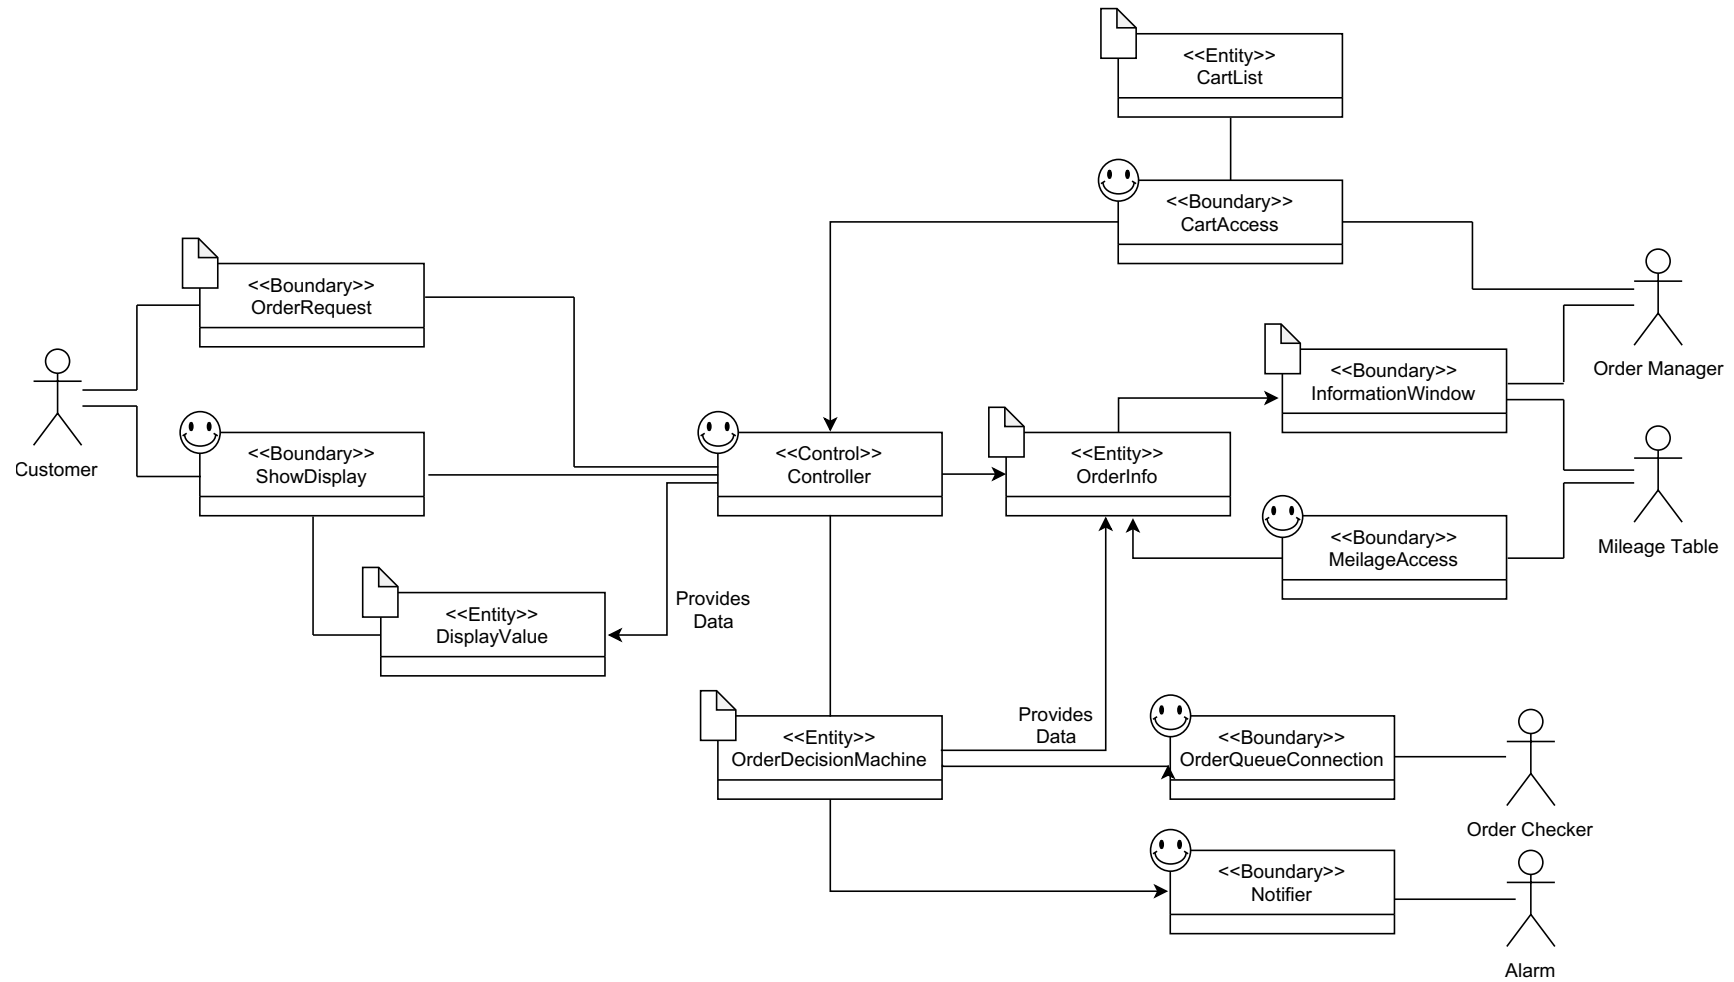 <<Entity>>
CartList
<<Boundary>>
CartAccess
<<Boundary>>
OrderRequest
Order Manager
<<Boundary>>
InformationWindow
Customer
<<Boundary>>
ShowDisplay
<<Control>>
Controller
<<Entity>>
OrderInfo
<<Boundary>>
MeilageAccess
Mileage Table
<<Entity>>
DisplayValue
Provides
Data
<<Entity>>
OrderDecisionMachine
Provides
Data
<<Boundary>>
OrderQueueConnection
Order Checker
<<Boundary>>
Notifier
Alarm